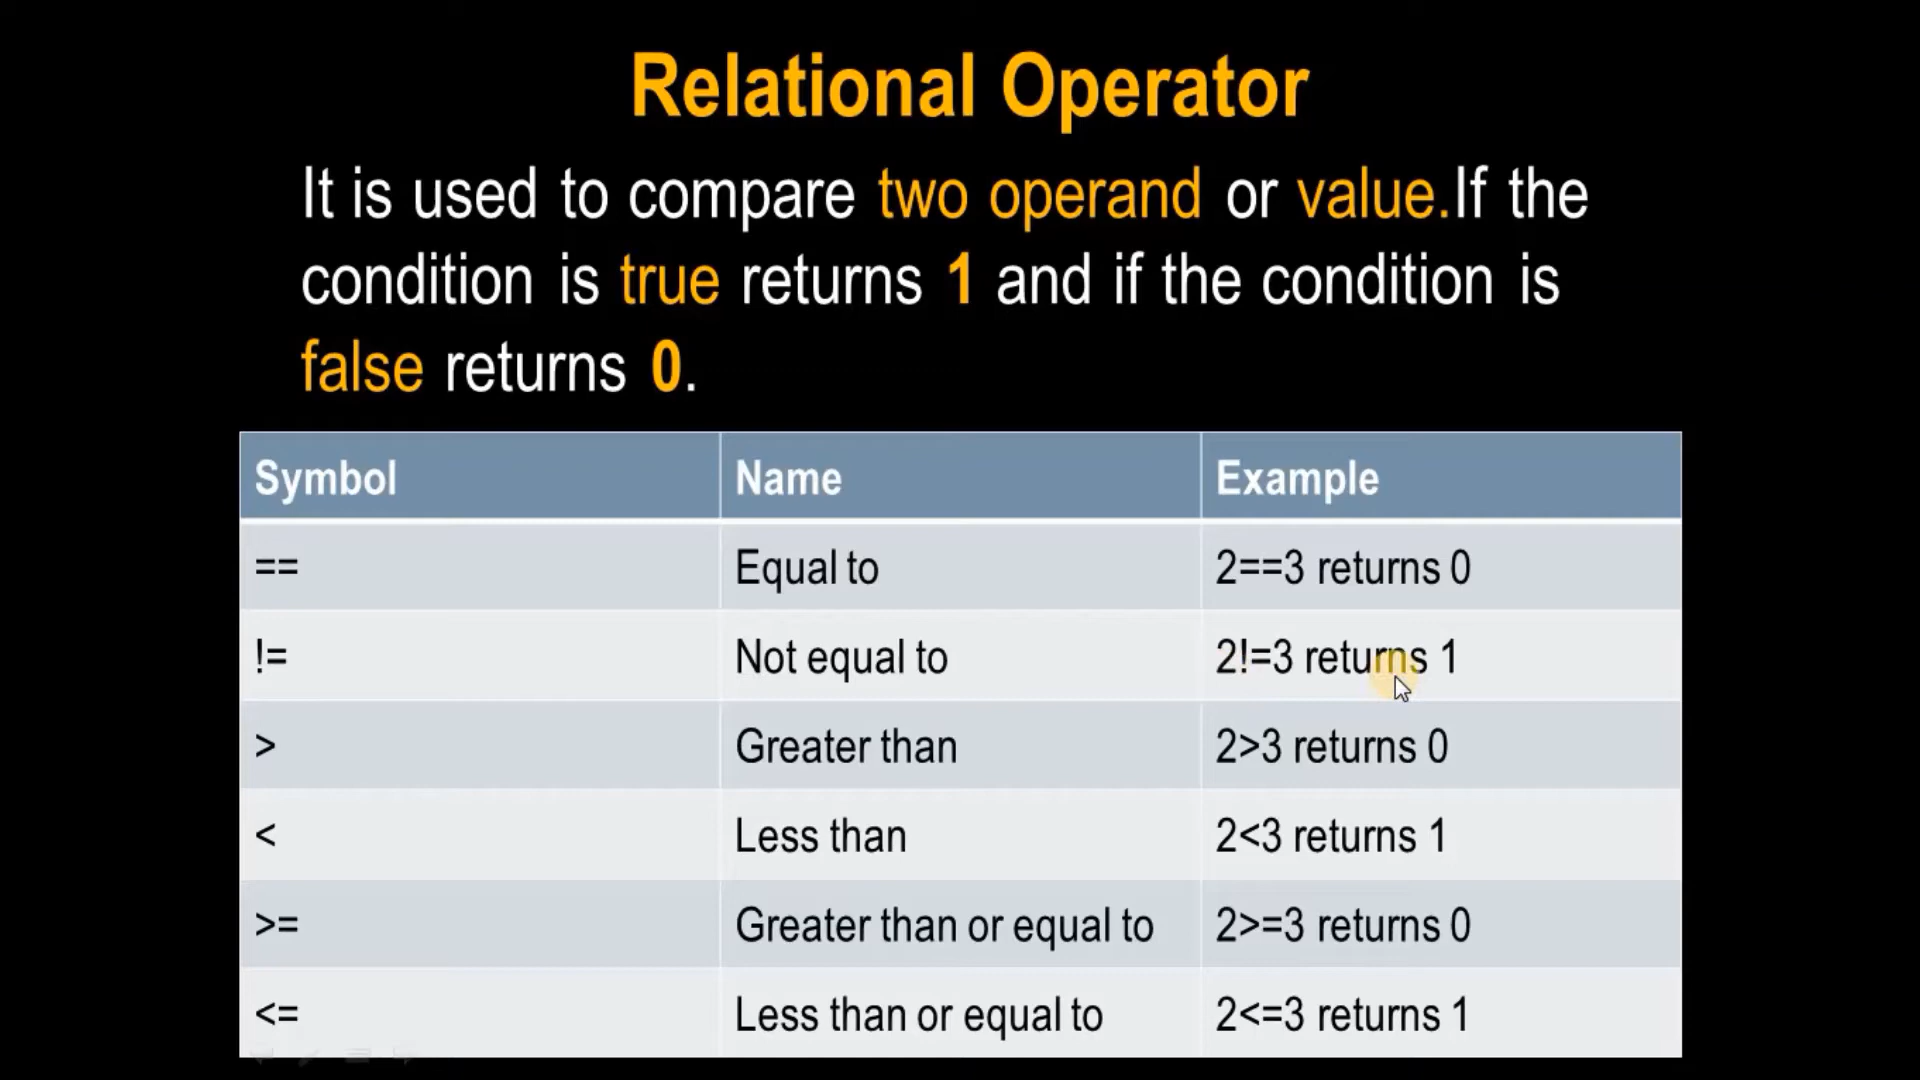 Relational Operator
It is used to compare two operand or value.If the
condition is true returns 1 and if the condition is
false returns 0.
Symbol Name Example
== Equal to 2==3 returns 0
!= Not equal to 2!=3 returns 1
> Greater than 2>3 returns 0
< Less than 2<3 returns 1
>= Greater than or equal to 2>=3 returns 0
<= Less than or equal to 2<=3 returns 1